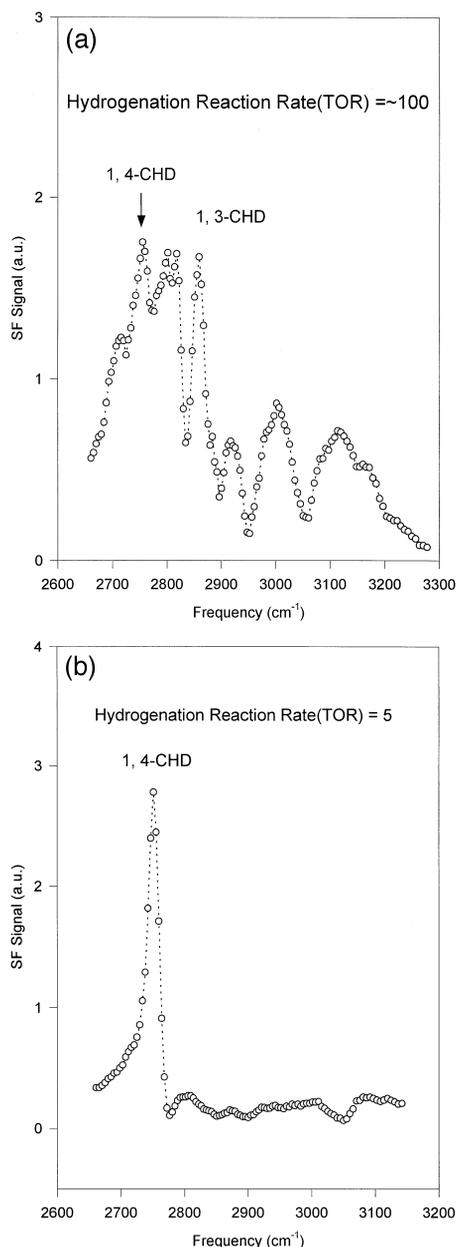 (a)
3
Hydrogenation Reaction Rate(TOR) =~100
1, 4-CHD
2
1, 3-CHD
SF Signal (a.u.)
1
0
2600 2700 2800 2900 3000 3100 3200 3300
Frequency (cm-1)
4
(b)
Hydrogenation Reaction Rate(TOR) = 5
1, 4-CHD
3
SF Signal (a.u.)
2
1
0
2600 2700 2800 2900 3000 3100 3200
Frequency (cm-1)